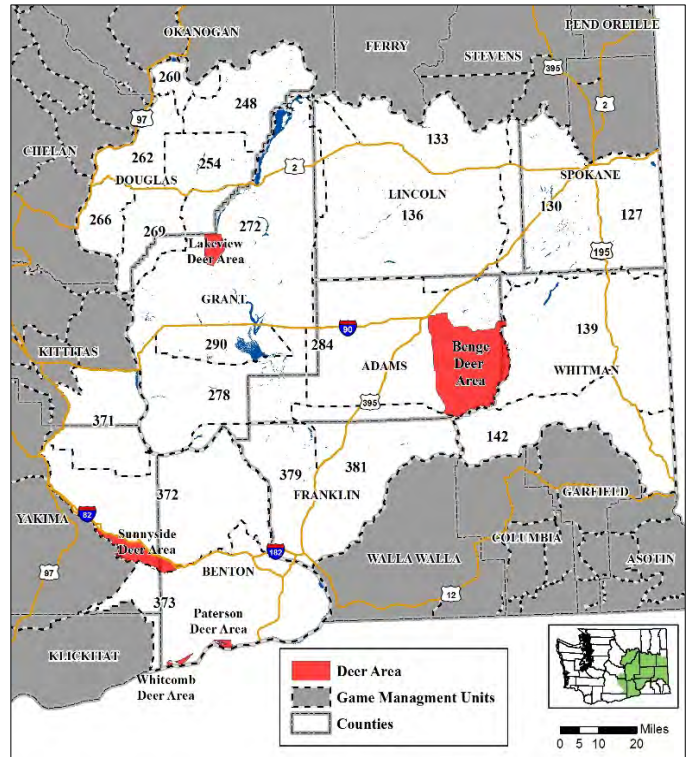 OKANOGAN
PEND OREILLE
FERRY
STEVENS
395
260
248
97
2
133
CHELAN
262
254
2
DOUGLAS
SPOKANE
LINCOLN
130
127
136
266
269
272
195
Lakeview
Deer Area
GRANT
90
139
290
284
Benge
Deer
Area
KITTITAS
ADAMS
WHITMAN
278
395
371
142
379
381
372
GARFIELD
FRANKLIN
82
YAKIMA
COLUMBIA
Sunnyside
Deer Area
182
WALLA WALLA
ASOTIN
BENTON
97
12
373
Paterson
Deer Area
KLICKITAT
Whitcomb
Deer Area
Deer Area
Game Managment Units
Counties
Miles
0 5 10 20